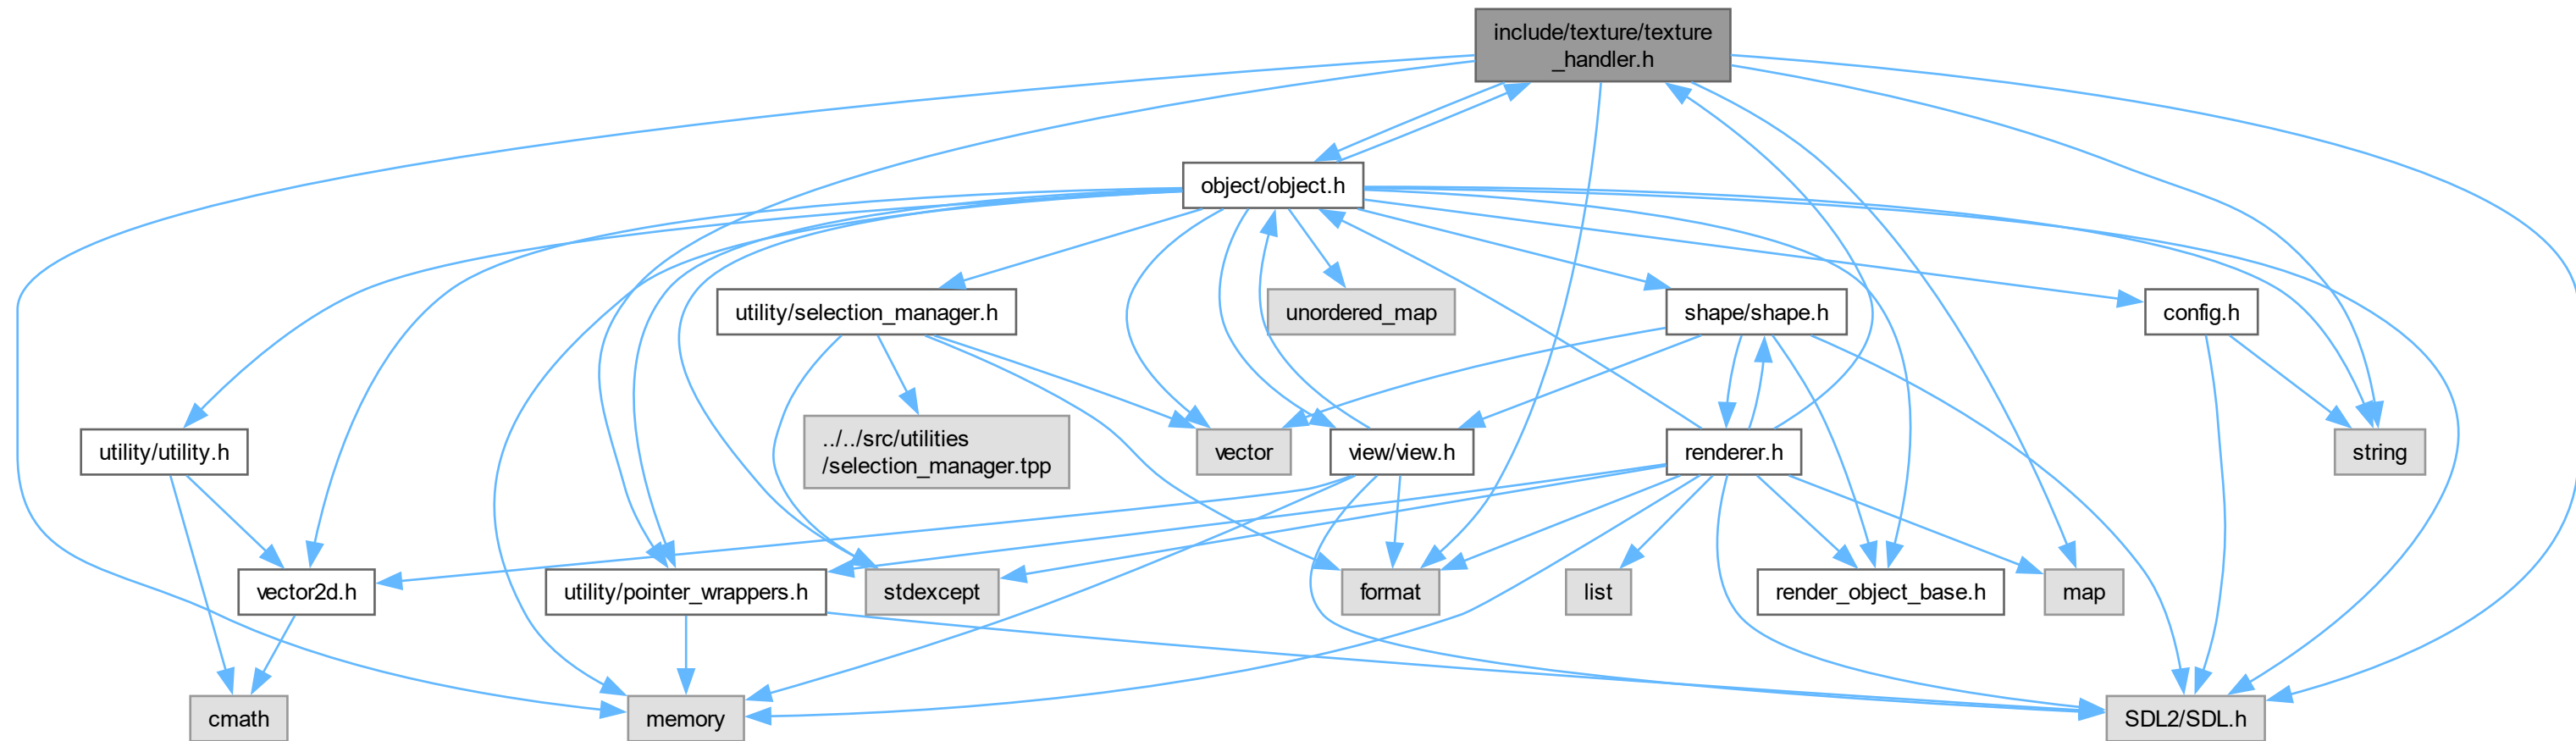 include/texture/texture
_handler.h
object/object.h
utility/selection_manager.h
unordered_map
shape/shape.h
config.h
utility/utility.h
../../src/utilities
/selection_manager.tpp
vector
view/view.h
renderer.h
string
vector2d.h
utility/pointer_wrappers.h
stdexcept
format
list
render_object_base.h
map
cmath
memory
SDL2/SDL.h